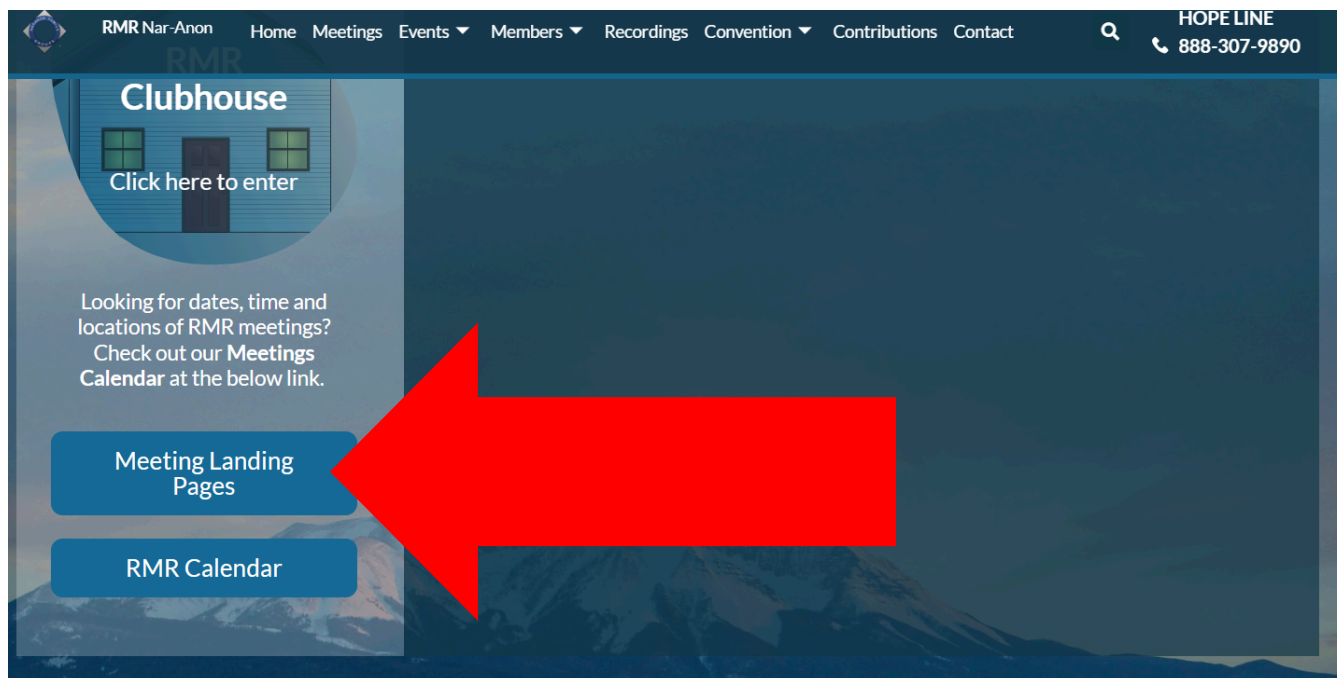 RMR Nar-Anon Home Meetings Events Members Recordings Convention Contributions Contact
HOPE LINE
888-307-9890
RMR
Clubhouse
Click here to enter
Looking for dates, time and
locations of RMR meetings?
Check out our Meetings
Calendar at the below link.
Meeting Landing
Pages
RMR Calendar